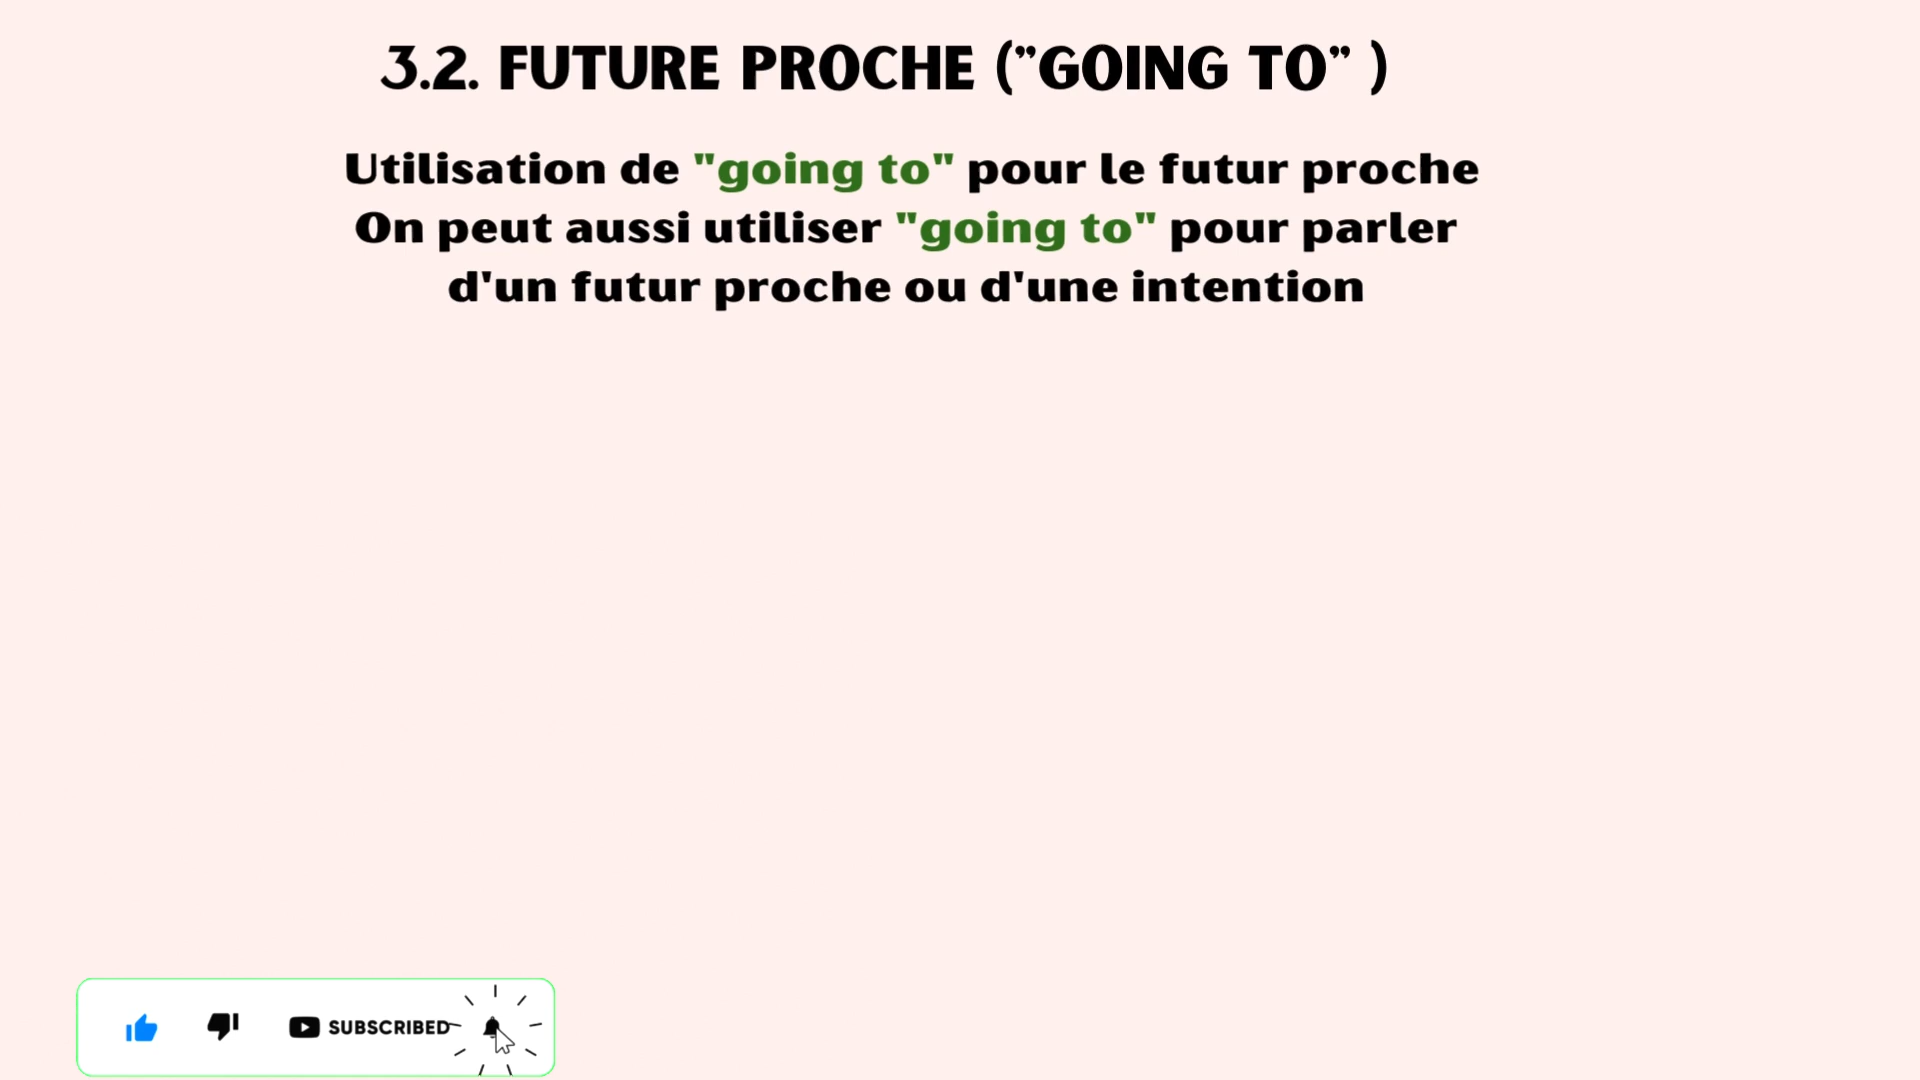 3.2. FUTURE PROCHE (”GOING TO” )
Utilisation de "going to" pour le futur proche
On peut aussi utiliser "going to" pour parler
d'un futur proche ou d'une intention
SUBSCRIBED